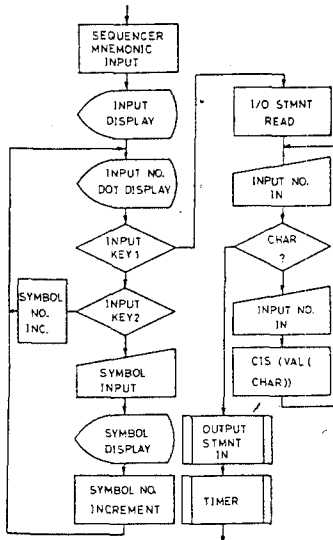 SEQUENCER
MNEMONIC
INPUT
INPUT
DISPLAY
INPUT NO.
DOT DISPLAY
INPUT
KEY1
INPUT
KEY2
SYMBOL
NO.
INC.
SYMBOL
INPUT
SYMBOL
DISPLAY
SYMBOL NO.
INCREMENT
I/O STMNT
READ
INPUT NO.
IN
CHAR
?
INPUT NO.
IN
CIS (VAL(
CHAR))
OUTPUT
STMNT
IN
TIMER